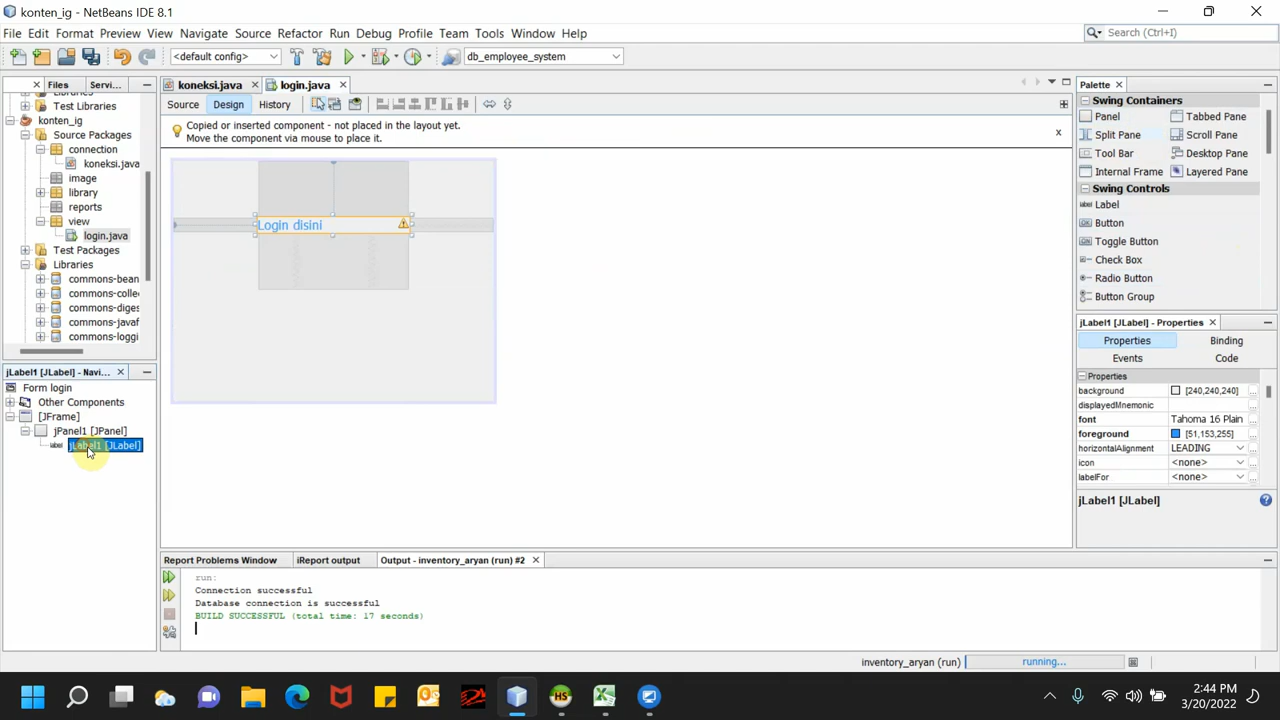 konten_ig - NetBeans IDE 8.1
File Edit Format Preview View Navigate Source Refactor Run Debug Profile Team Tools Window Help
Search (Ctrl+I)
<default config>
db_employee_system
Files
Servi...
koneksi.java
login.java
Source
Design
History
Copied or inserted component - not placed in the layout yet.
Move the component via mouse to place it.
x
Login disini
Libraries
Test Libraries
konten_ig
Source Packages
connection
koneksi.java
image
library
reports
view
login.java
Test Packages
Libraries
commons-bean
commons-colle
commons-diges
commons-javaf
commons-loggi
jLabel1 [JLabel] - Navi...
Form login
Other Components
[JFrame]
jPanel1 [JPanel]
label jLabel1 [JLabel]
Palette
Swing Containers
Panel
Tabbed Pane
Split Pane
Scroll Pane
Tool Bar
Desktop Pane
Internal Frame
Layered Pane
Swing Controls
label Label
OK Button
Toggle Button
Check Box
Radio Button
Button Group
jLabel1 [JLabel] - Properties
Properties
Binding
Events
Code
Properties
background [240,240,240] ...
displayedMnemonic ...
font Tahoma 16 Plain ...
foreground [51,153,255] ...
horizontalAlignment LEADING ...
icon <none> ...
labelFor <none> ...
jLabel1 [JLabel]
Report Problems Window
iReport output
Output - inventory_aryan (run) #2
run:
Connection successful
Database connection is successful
BUILD SUCCESSFUL (total time: 17 seconds)
inventory_aryan (run)
running...
HS
2:44 PM
3/20/2022